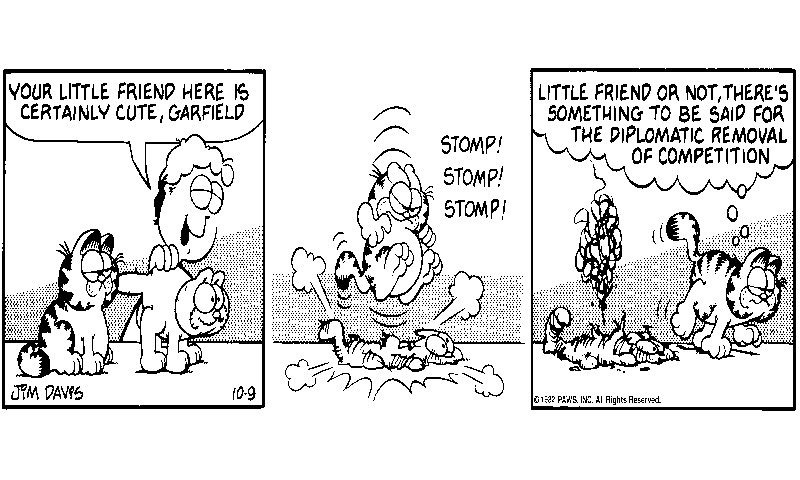 YOUR LITTLE FRIEND HERE IS
CERTAINLY CUTE, GARFIELD
JIM DAVIS
10-9
STOMP!
STOMP!
STOMP!
LITTLE FRIEND OR NOT, THERE'S
SOMETHING TO BE SAID FOR
THE DIPLOMATIC REMOVAL
OF COMPETITION
©1982 PAWS, INC. All Rights Reserved.